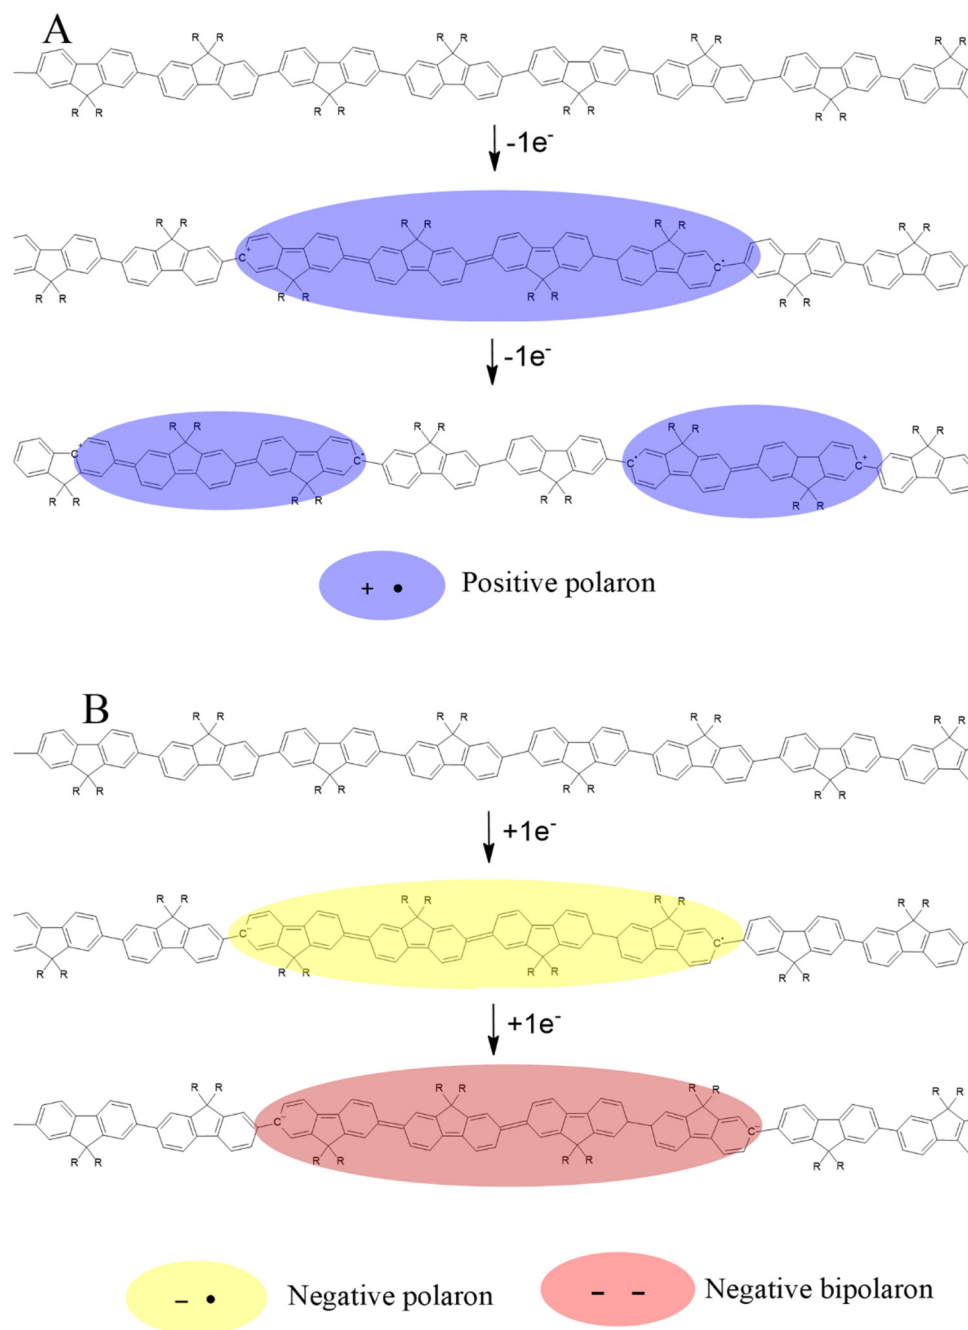 A
R R R R R R R R
R R R R R R R R
-1e⁻
R R R R R R R R
C⁺ C•
R R R R R R R R
-1e⁻
R R R R R R R R
C⁺ C• C• C⁺
R R R R R R R R
+ • Positive polaron
B
R R R R R R R R
R R R R R R R R
+1e⁻
R R R R R R R R
C⁻ C•
R R R R R R R R
+1e⁻
R R R R R R R R
C⁻ C⁻
R R R R R R R R
– • Negative polaron
– – Negative bipolaron